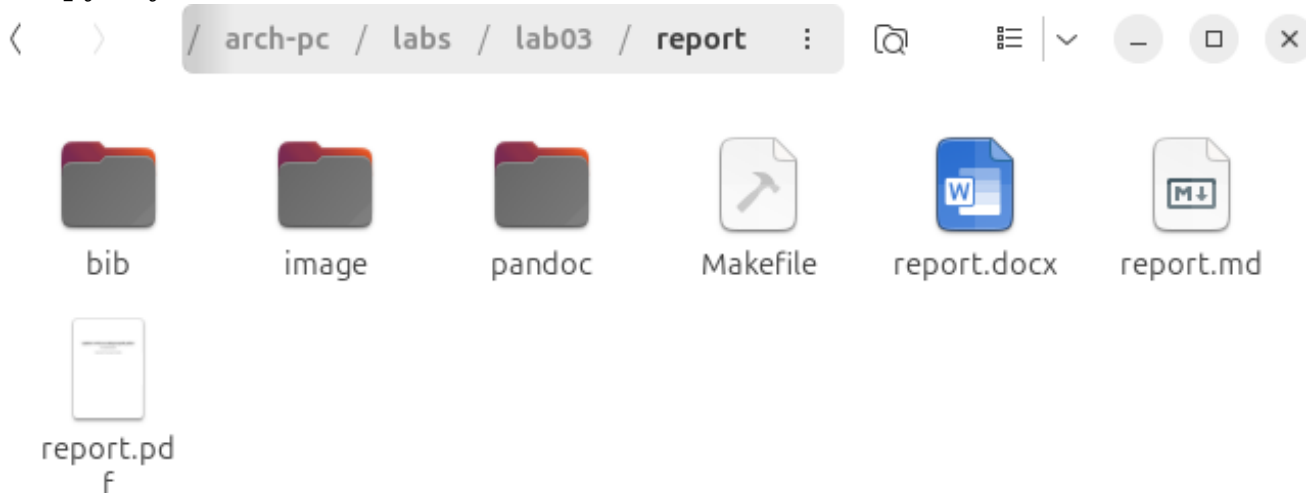 / arch-pc / labs / lab03 / report
bib image pandoc Makefile report.docx report.md
W M
report.pd
f